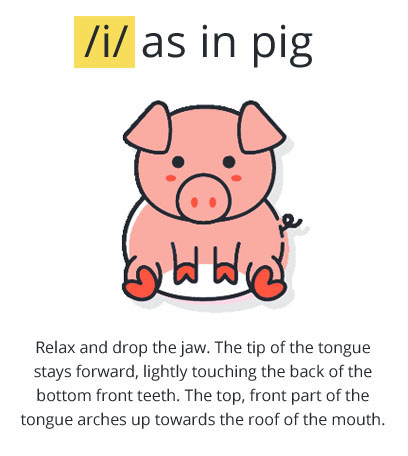 /i/ as in pig
Relax and drop the jaw. The tip of the tongue
stays forward, lightly touching the back of the
bottom front teeth. The top, front part of the
tongue arches up towards the roof of the mouth.